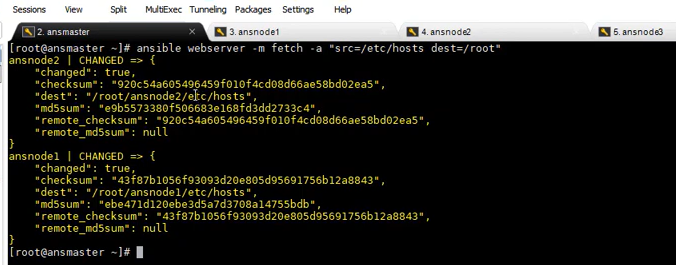 Sessions View Split MultiExec Tunneling Packages Settings Help
2. ansmaster 3. ansnode1 4. ansnode2 5. ansnode3
[root@ansmaster ~]# ansible webserver -m fetch -a "src=/etc/hosts dest=/root"
ansnode2 | CHANGED => {
    "changed": true,
    "checksum": "920c54a605496459f010f4cd08d66ae58bd02ea5",
    "dest": "/root/ansnode2/etc/hosts",
    "md5sum": "e9b5573380f506683e168fd3dd2733c4",
    "remote_checksum": "920c54a605496459f010f4cd08d66ae58bd02ea5",
    "remote_md5sum": null
}
ansnode1 | CHANGED => {
    "changed": true,
    "checksum": "43f87b1056f93093d20e805d95691756b12a8843",
    "dest": "/root/ansnode1/etc/hosts",
    "md5sum": "ebe471d120ebe3d5a7d3708a14755bdb",
    "remote_checksum": "43f87b1056f93093d20e805d95691756b12a8843",
    "remote_md5sum": null
}
[root@ansmaster ~]#